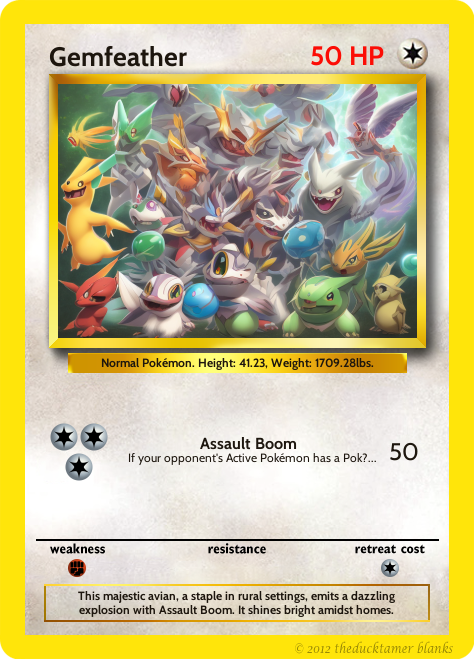 Gemfeather 50 HP
Normal Pokémon. Height: 41.23, Weight: 1709.28lbs.
Assault Boom
If your opponent's Active Pokémon has a Pok?... 50
weakness resistance retreat cost
This majestic avian, a staple in rural settings, emits a dazzling
explosion with Assault Boom. It shines bright amidst homes.
© 2012 theducktamer blanks